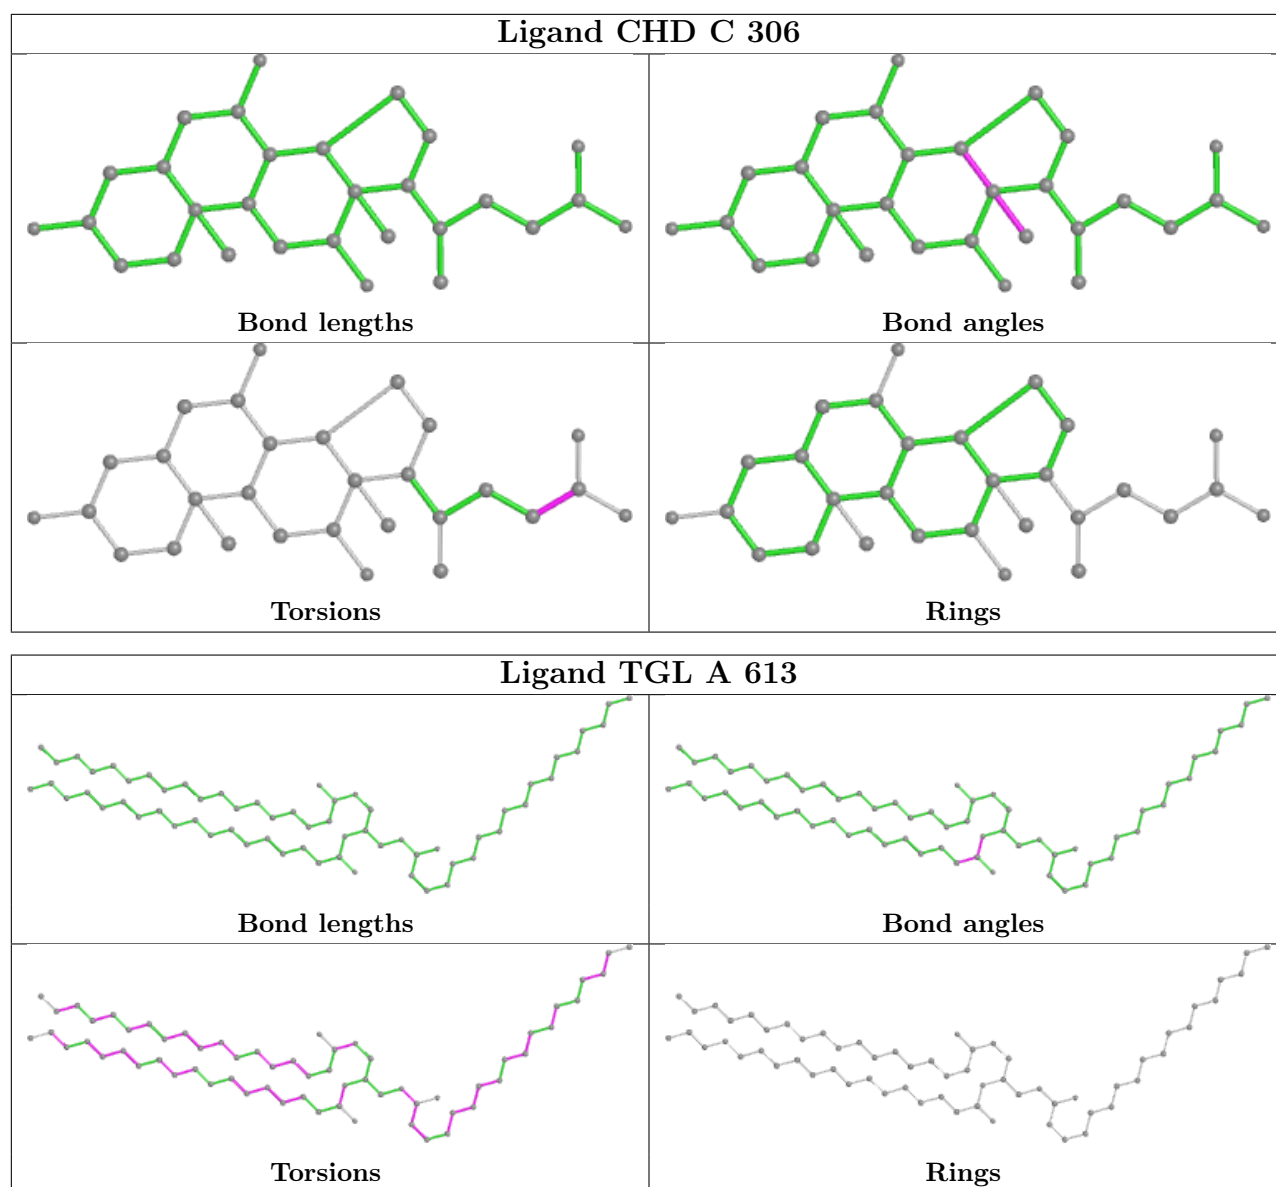 Ligand CHD C 306
Bond lengths
Bond angles
Torsions
Rings
Ligand TGL A 613
Bond lengths
Bond angles
Torsions
Rings